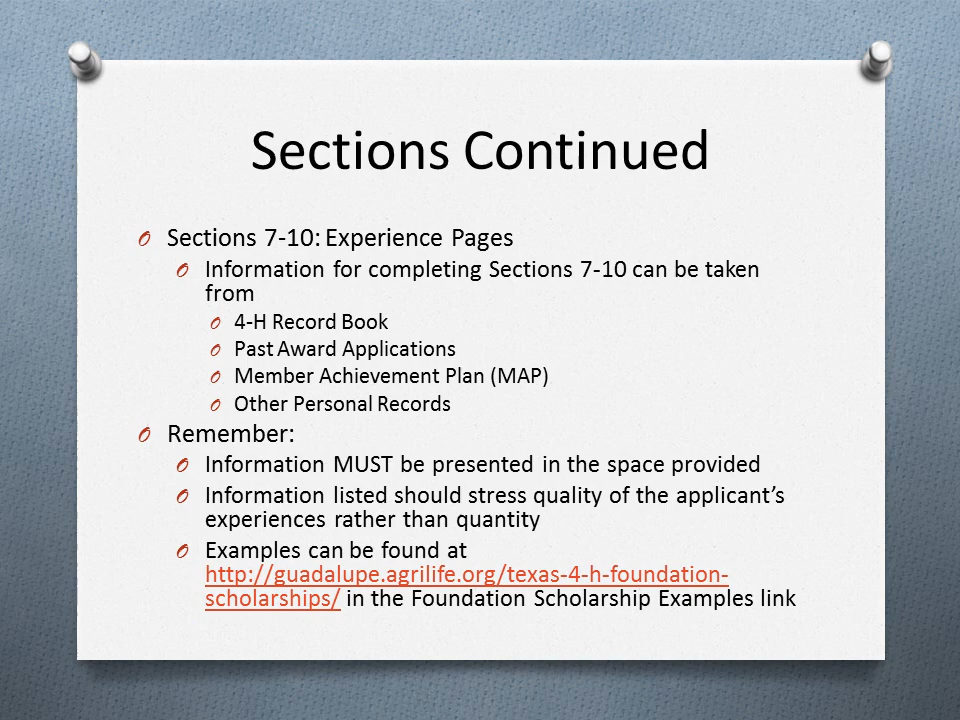 Sections Continued
Sections 7-10: Experience Pages
Information for completing Sections 7-10 can be taken
from
4-H Record Book
Past Award Applications
Member Achievement Plan (MAP)
Other Personal Records
Remember:
Information MUST be presented in the space provided
Information listed should stress quality of the applicant’s
experiences rather than quantity
Examples can be found at
http://guadalupe.agrilife.org/texas-4-h-foundation-
scholarships/ in the Foundation Scholarship Examples link